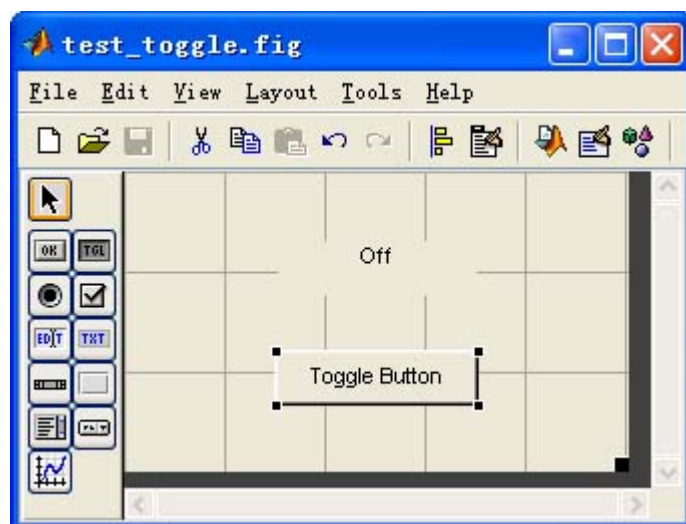 test_toggle.fig
File Edit View Layout Tools Help
OK TGL
Off
EDIT TXT
Toggle Button